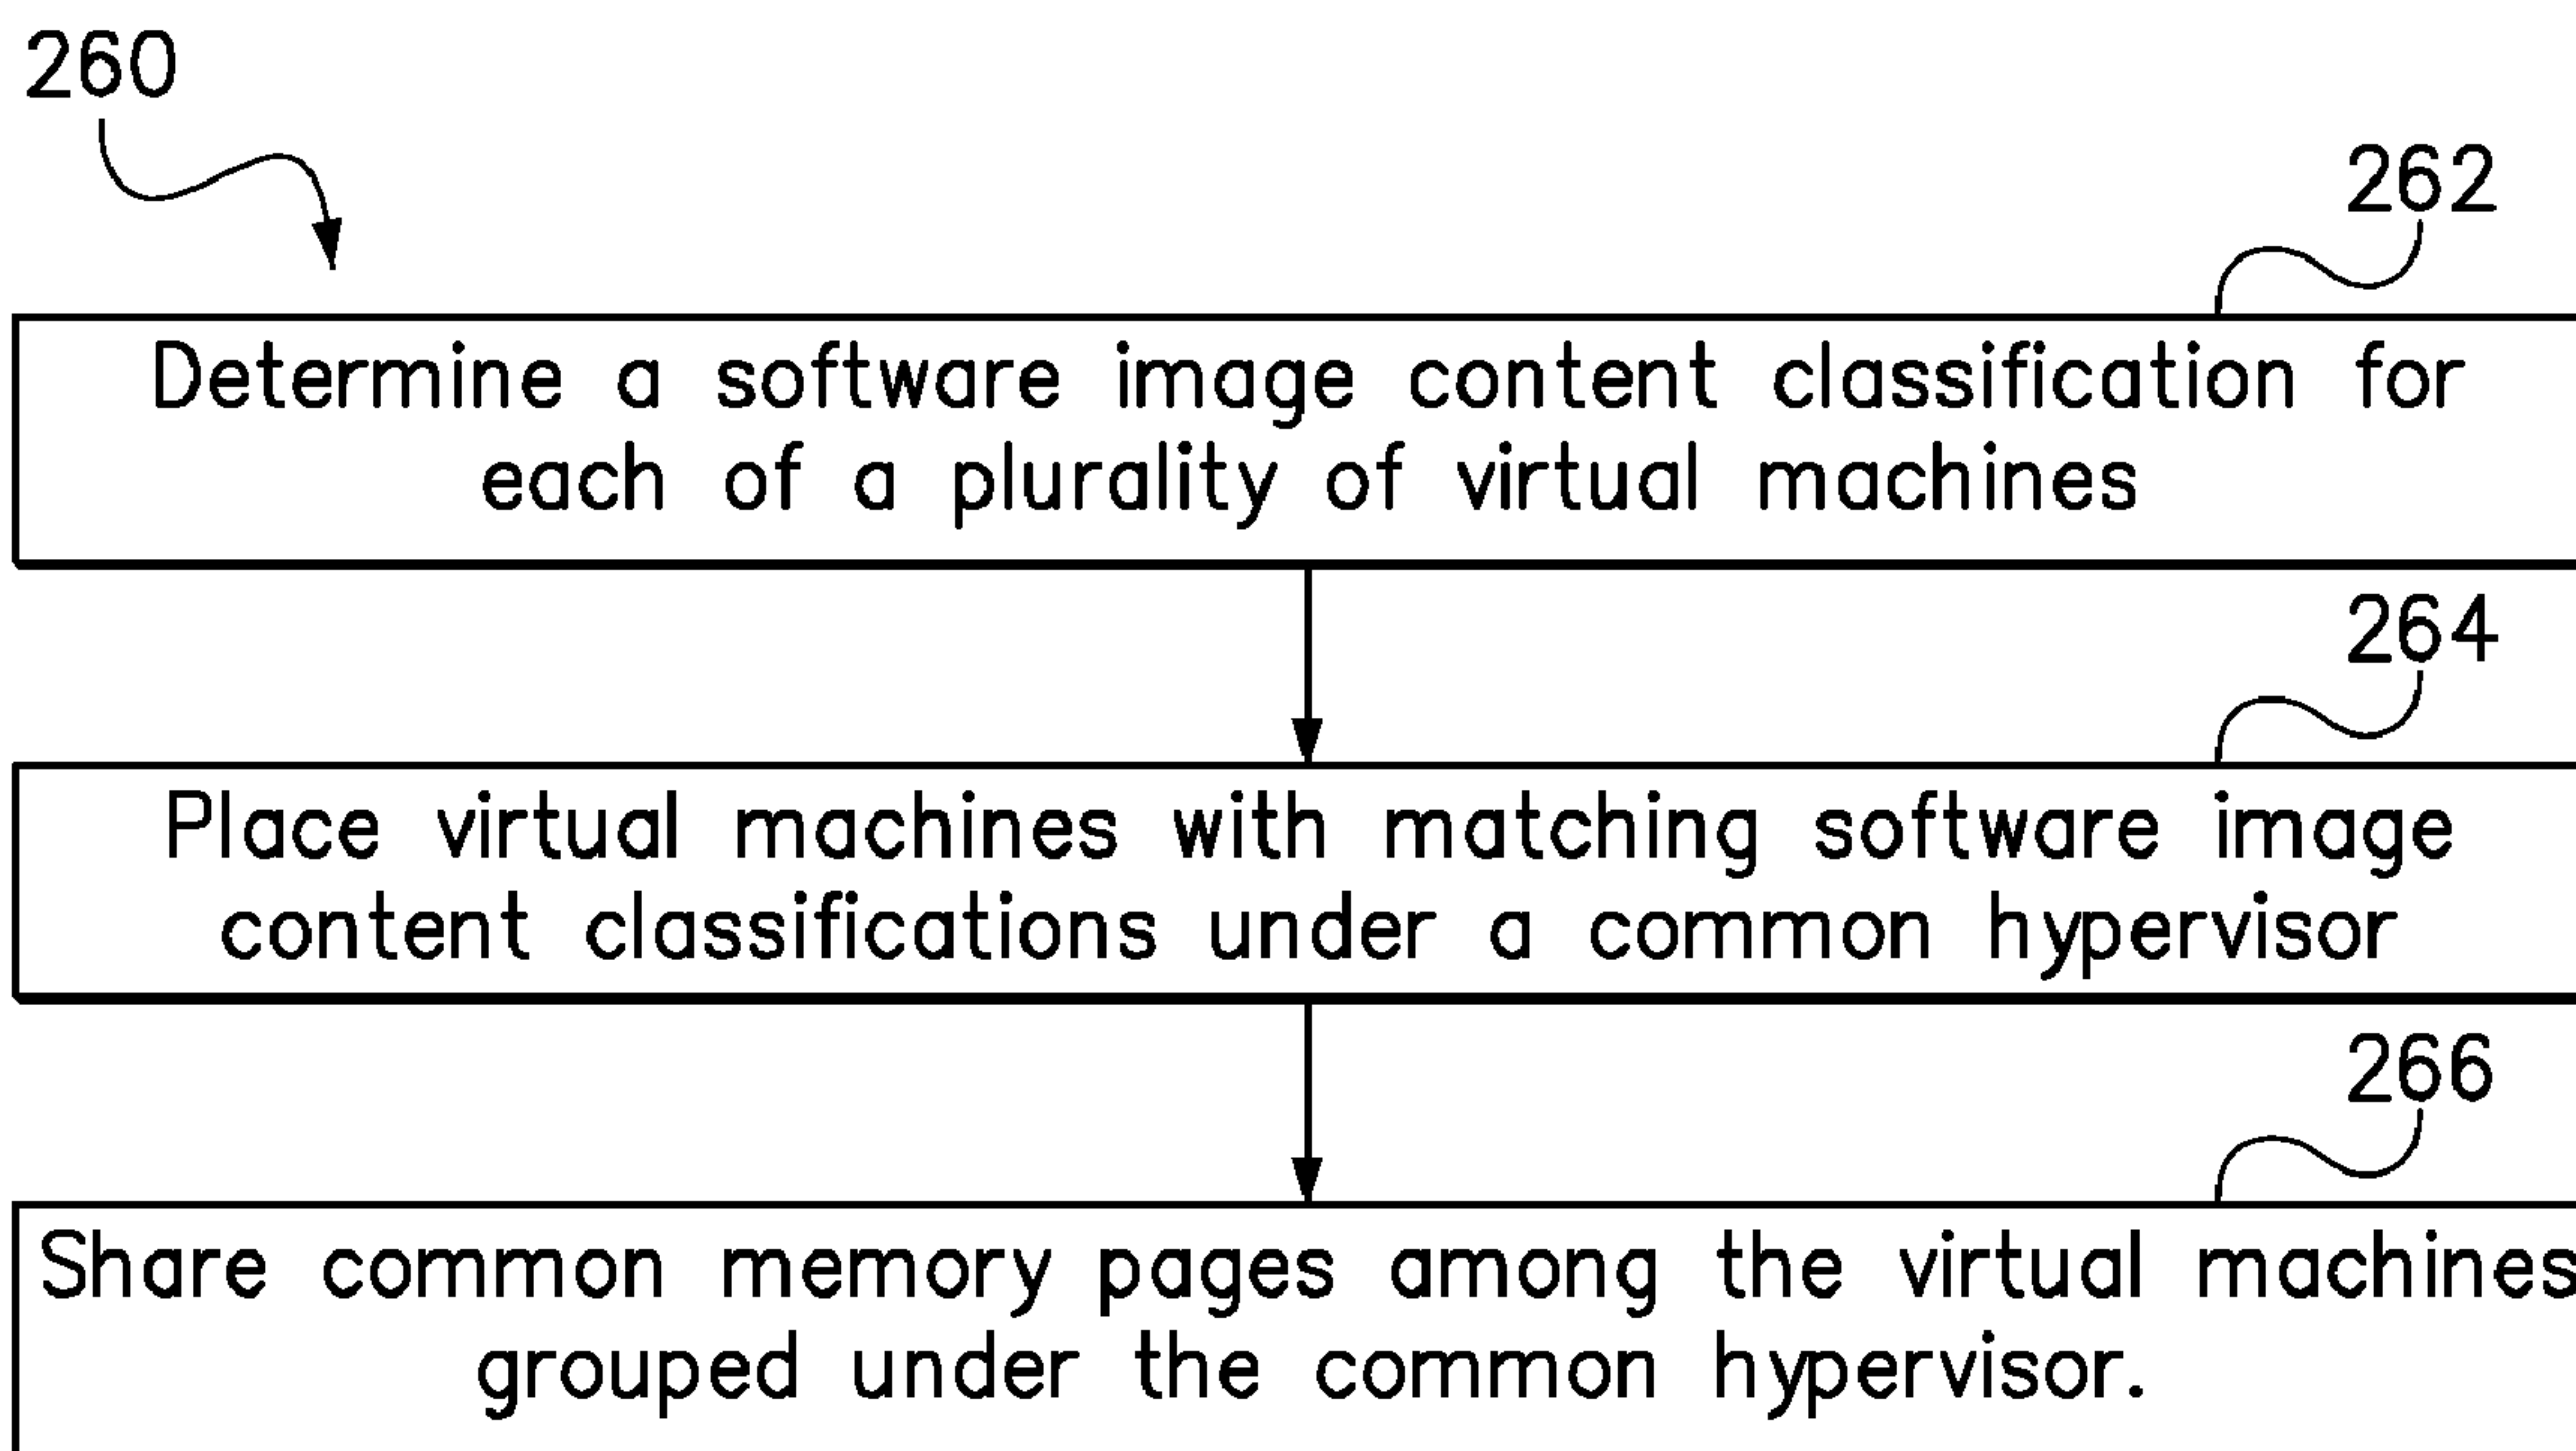 260
262
Determine a software image content classification for
each of a plurality of virtual machines
264
Place virtual machines with matching software image
content classifications under a common hypervisor
266
Share common memory pages among the virtual machines
grouped under the common hypervisor.